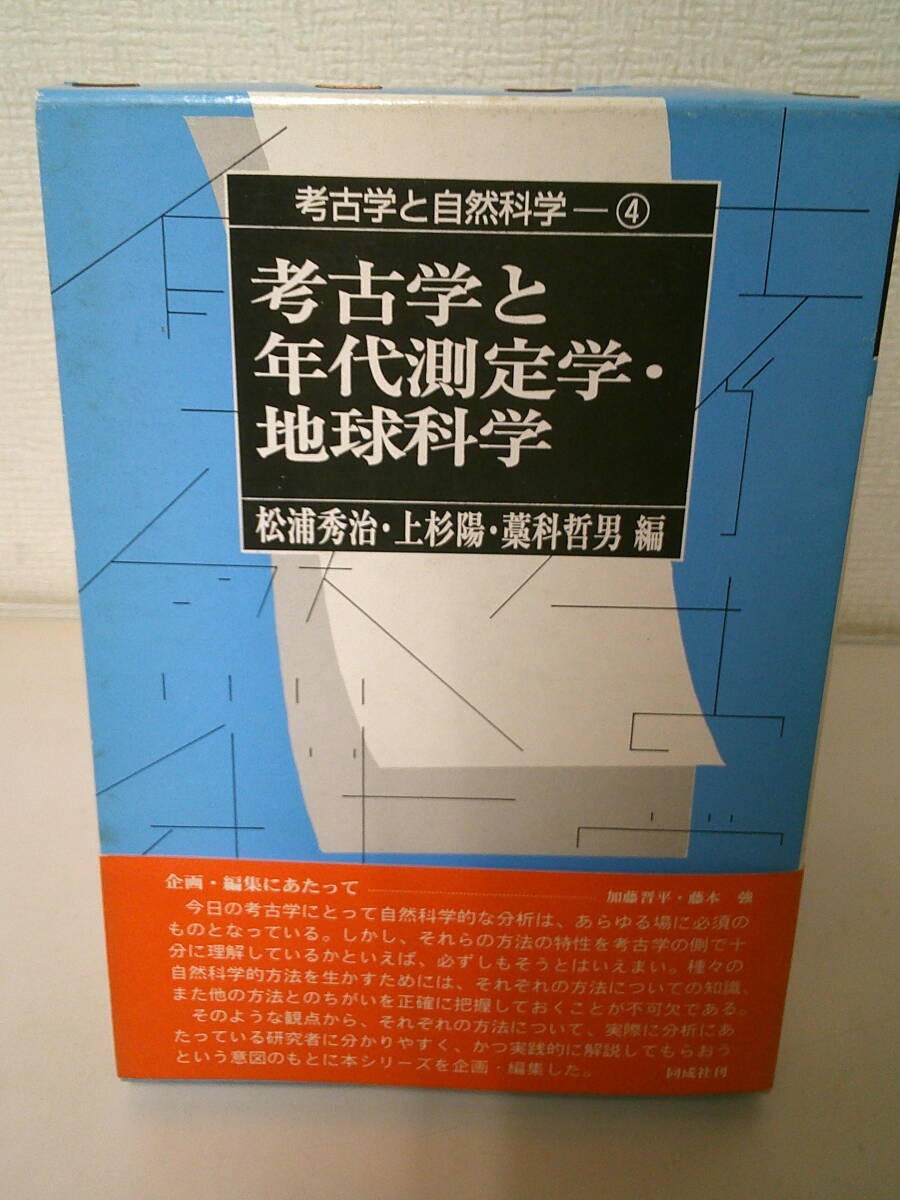 考古学と自然科学—④
考古学と
年代測定学・
地球科学
松浦秀治・上杉陽・藁科哲男 編
企画・編集にあたって
加藤晋平・藤本 強
今日の考古学にとって自然科学的な分析は、あらゆる場に必須の
ものとなっている。しかし、それらの方法の特性を考古学の側で十
分に理解しているかといえば、必ずしもそうとはいえまい。種々の
自然科学的方法を生かすためには、それぞれの方法についての知識、
また他の方法とのちがいを正確に把握しておくことが不可欠である。
そのような観点から、それぞれの方法について、実際に分析にあ
たっている研究者に分かりやすく、かつ実践的に解説してもらおう
という意図のもとに本シリーズを企画・編集した。
同成社刊